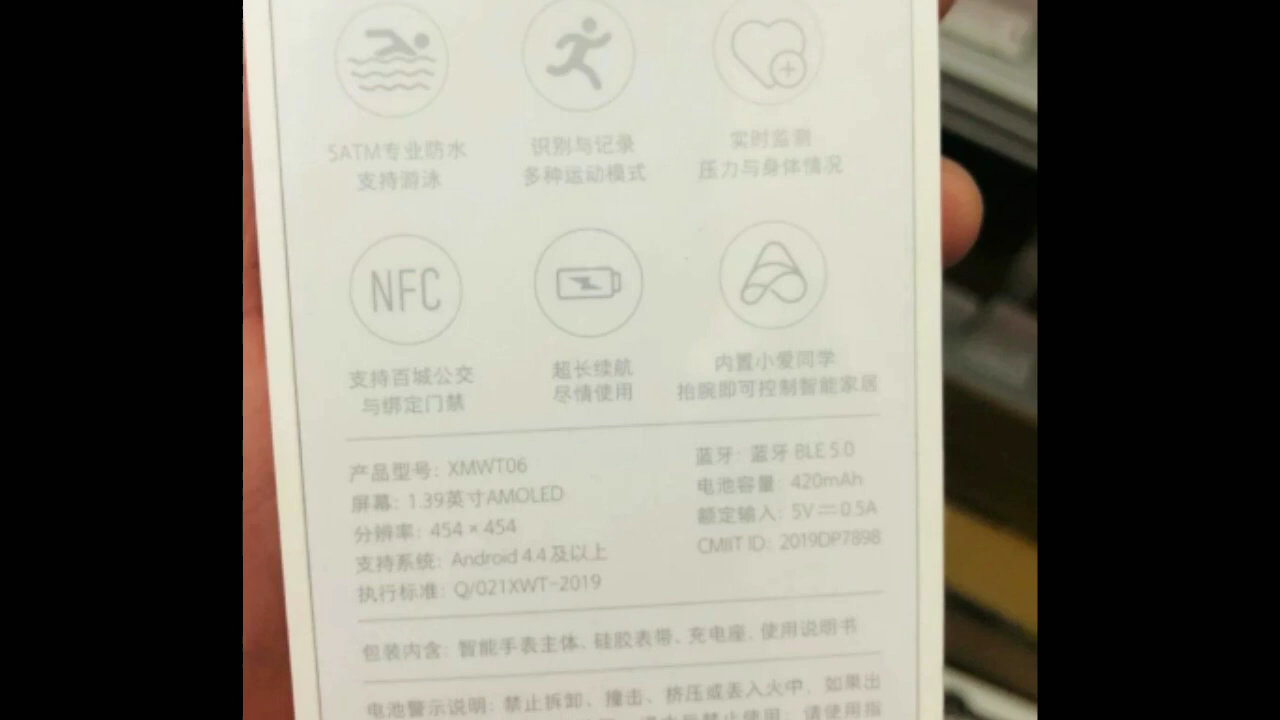 5ATM专业防水
支持游泳
识别与记录
多种运动模式
实时监测
压力与身体情况
NFC
支持百城公交
与绑定门禁
超长续航
尽情使用
内置小爱同学
抬腕即可控制智能家居
产品型号: XMWT06
屏幕: 1.39英寸AMOLED
分辨率: 454 × 454
支持系统: Android 4.4及以上
执行标准: Q/021XWT-2019
蓝牙: 蓝牙 BLE 5.0
电池容量: 420mAh
额定输入: 5V⎓0.5A
CMIIT ID: 2019DP7898
包装内含: 智能手表主体、硅胶表带、充电座、使用说明书
电池警示说明: 禁止拆卸、撞击、挤压或丢入火中, 如果出
禁止使用, 请使用指